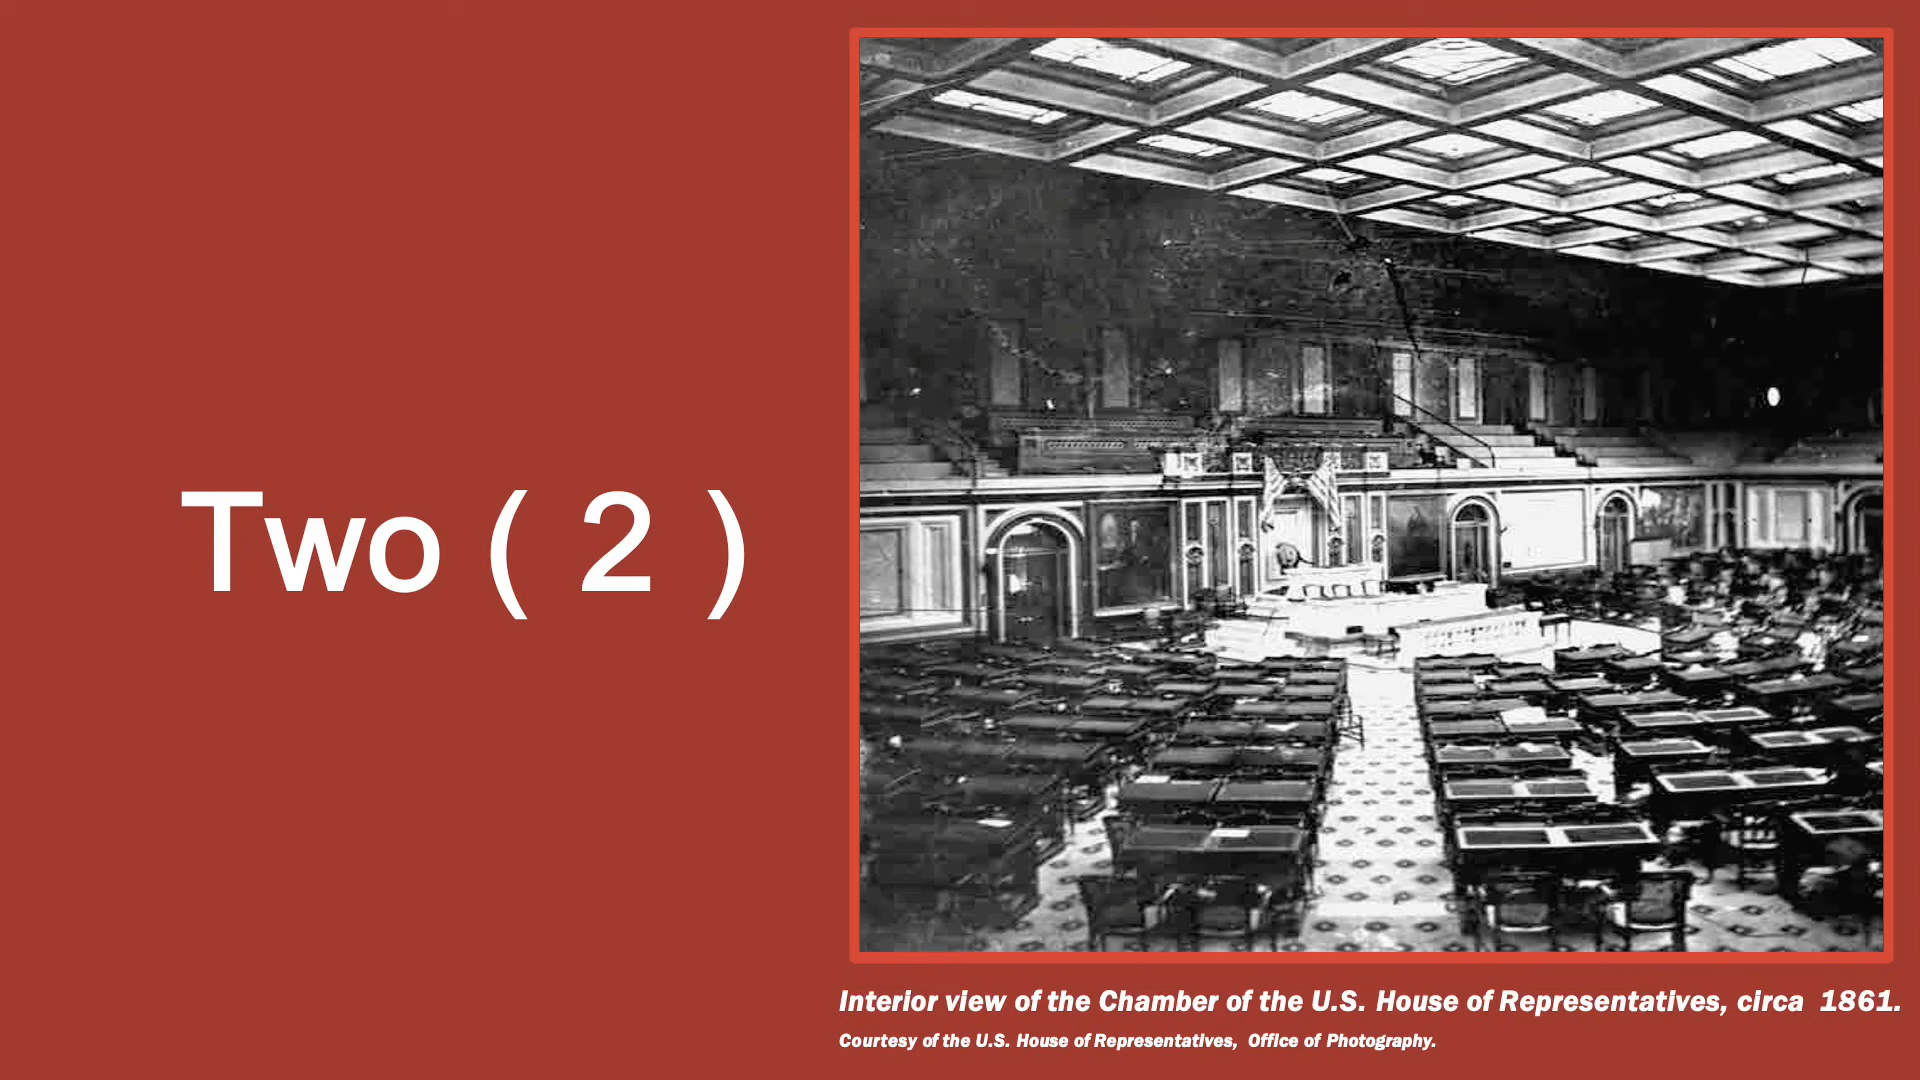 Two ( 2 )
Interior view of the Chamber of the U.S. House of Representatives, circa 1861.
Courtesy of the U.S. House of Representatives, Office of Photography.